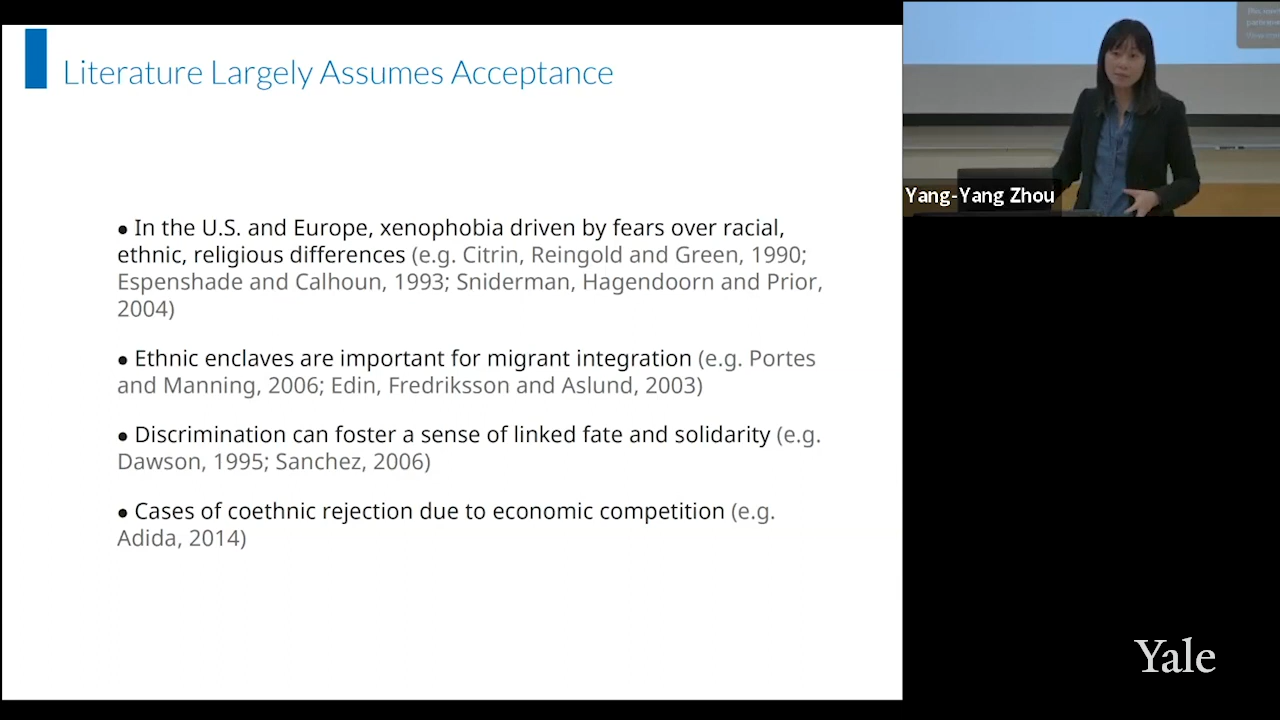 Literature Largely Assumes Acceptance
● In the U.S. and Europe, xenophobia driven by fears over racial,
ethnic, religious differences (e.g. Citrin, Reingold and Green, 1990;
Espenshade and Calhoun, 1993; Sniderman, Hagendoorn and Prior,
2004)
● Ethnic enclaves are important for migrant integration (e.g. Portes
and Manning, 2006; Edin, Fredriksson and Aslund, 2003)
● Discrimination can foster a sense of linked fate and solidarity (e.g.
Dawson, 1995; Sanchez, 2006)
● Cases of coethnic rejection due to economic competition (e.g.
Adida, 2014)
Yang-Yang Zhou
Yale